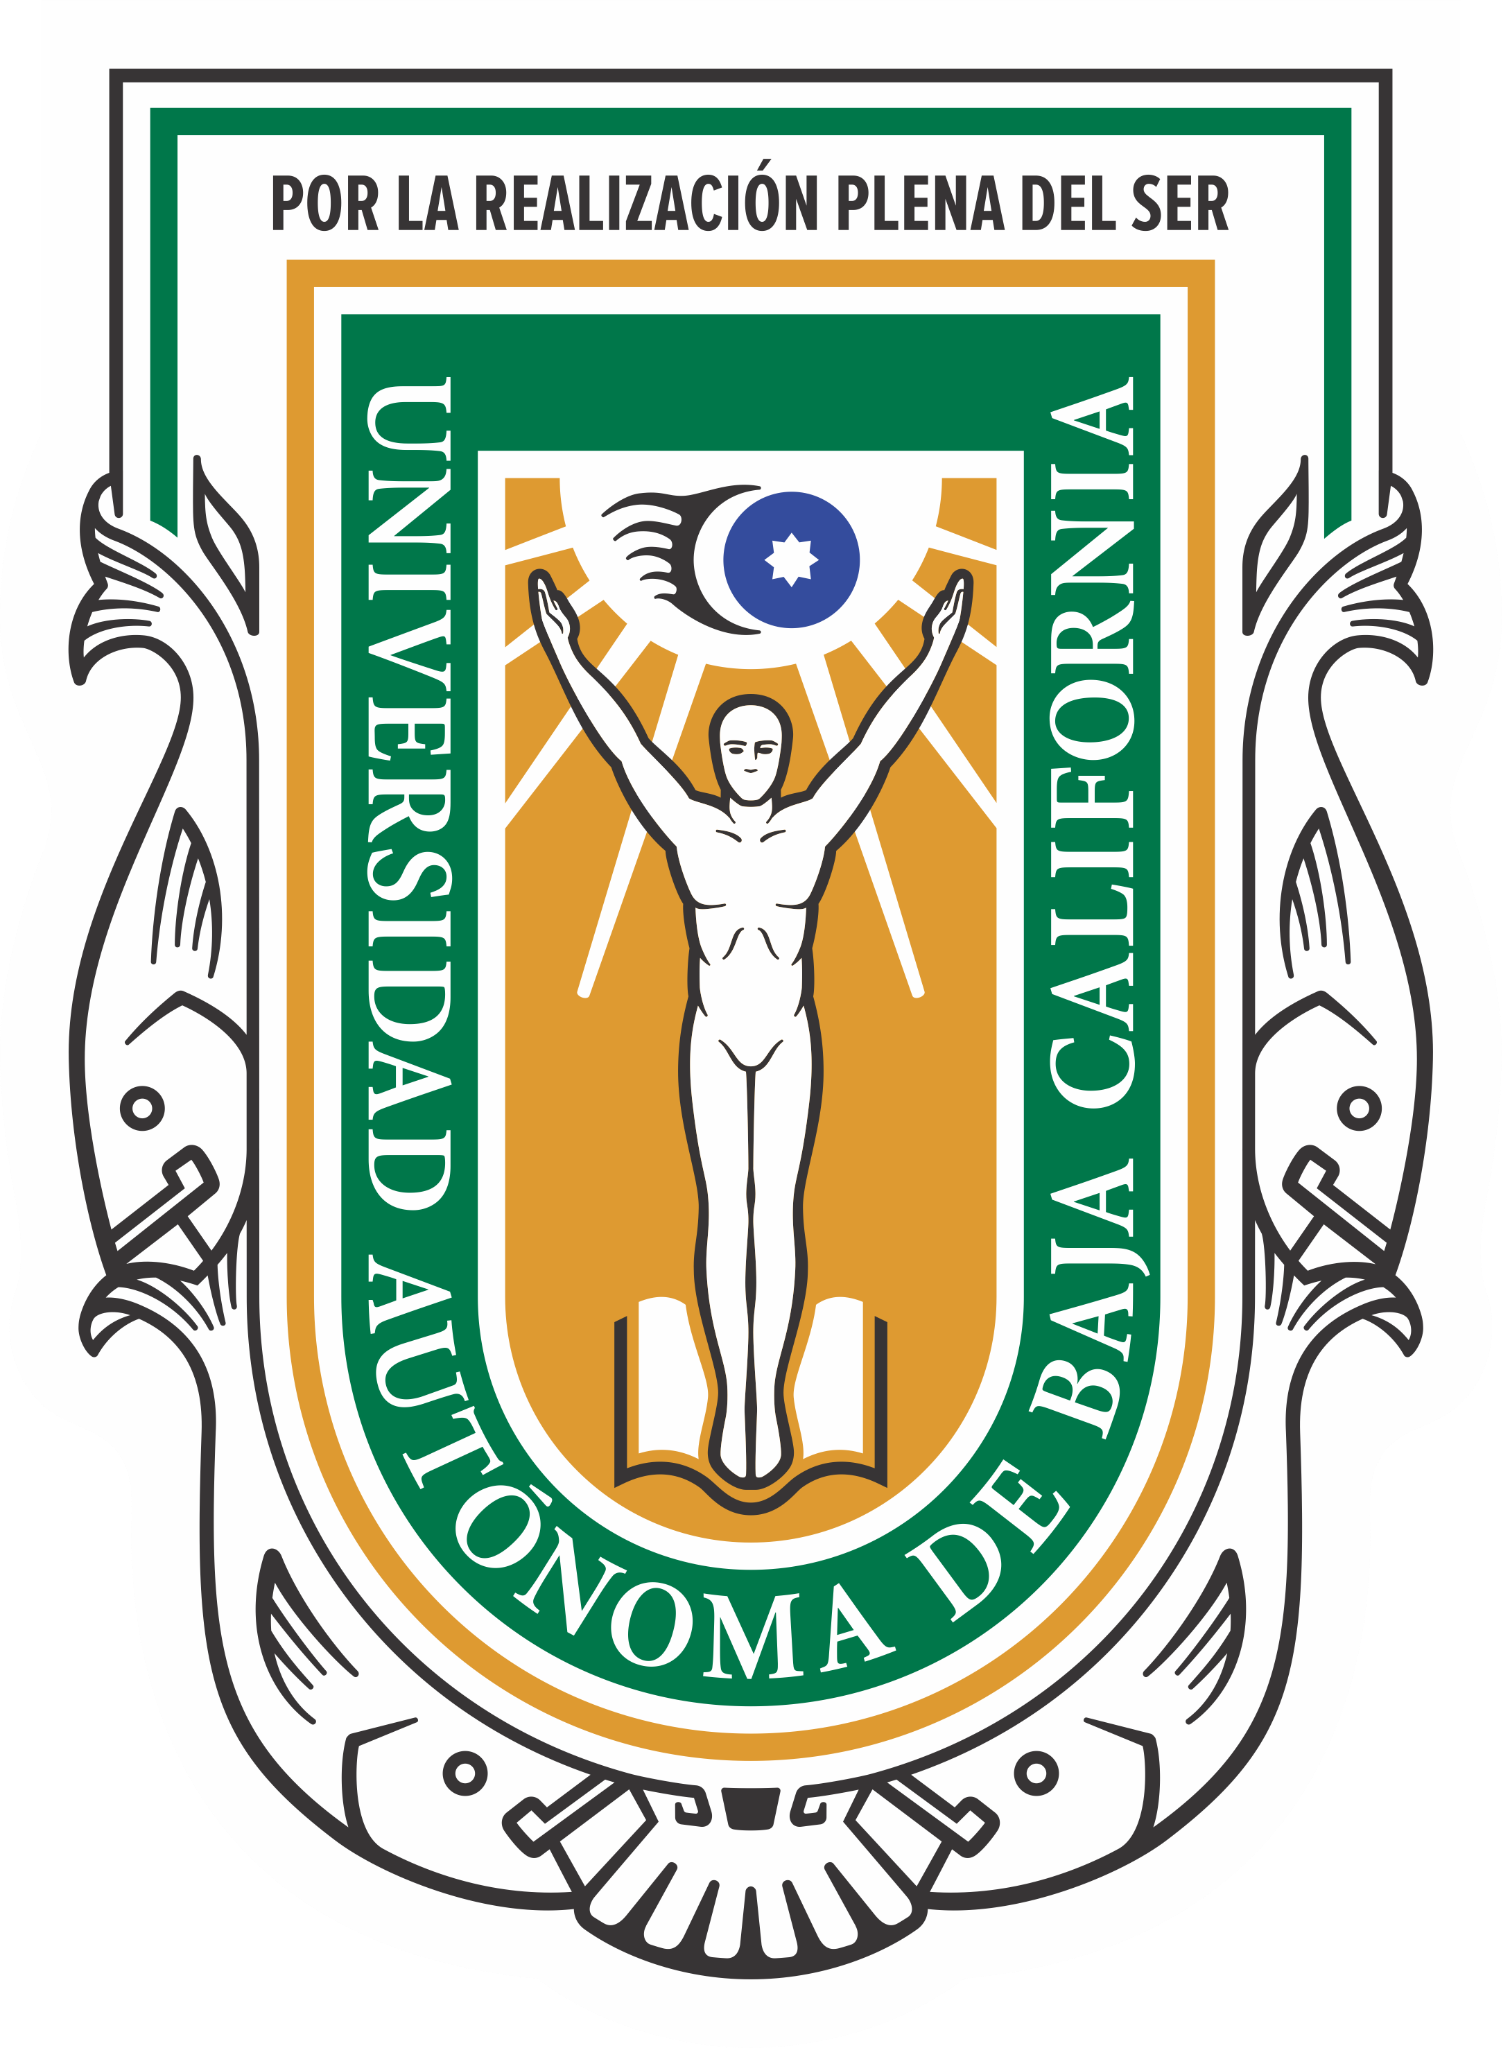 POR LA REALIZACIÓN PLENA DEL SER
UNIVERSIDAD AUTÓNOMA DE BAJA CALIFORNIA